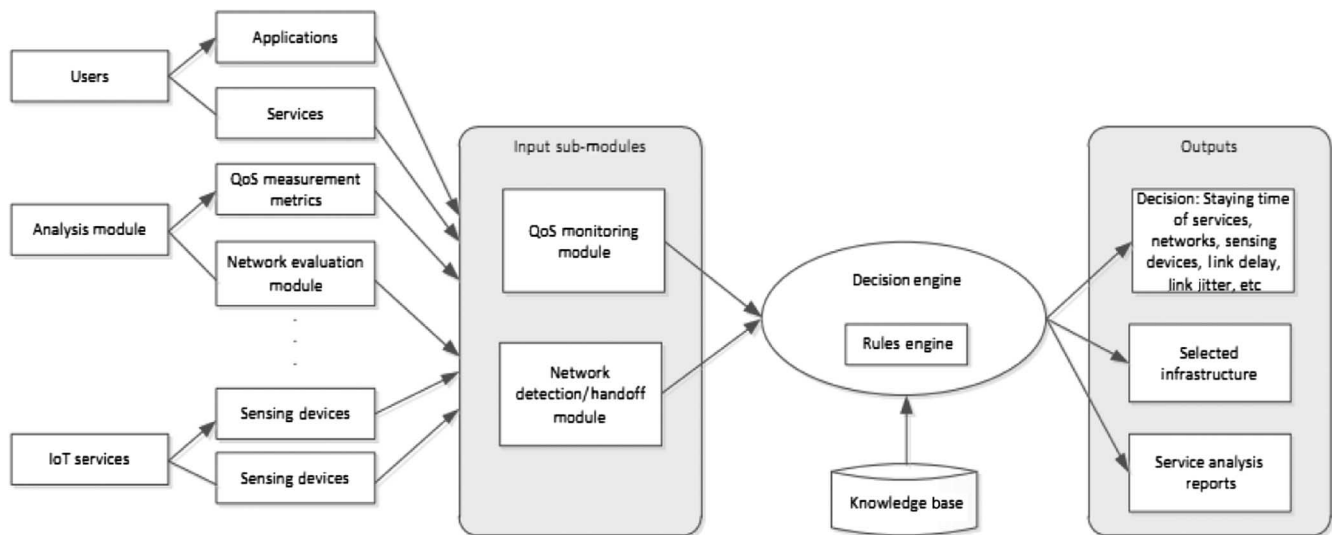 Users
Applications
Services
Analysis module
QoS measurement
metrics
Network evaluation
module
.
.
.
IoT services
Sensing devices
Sensing devices
Input sub-modules
QoS monitoring
module
Network
detection/handoff
module
Decision engine
Rules engine
Knowledge base
Outputs
Decision: Staying time
of services,
networks, sensing
devices, link delay,
link jitter, etc
Selected
infrastructure
Service analysis
reports